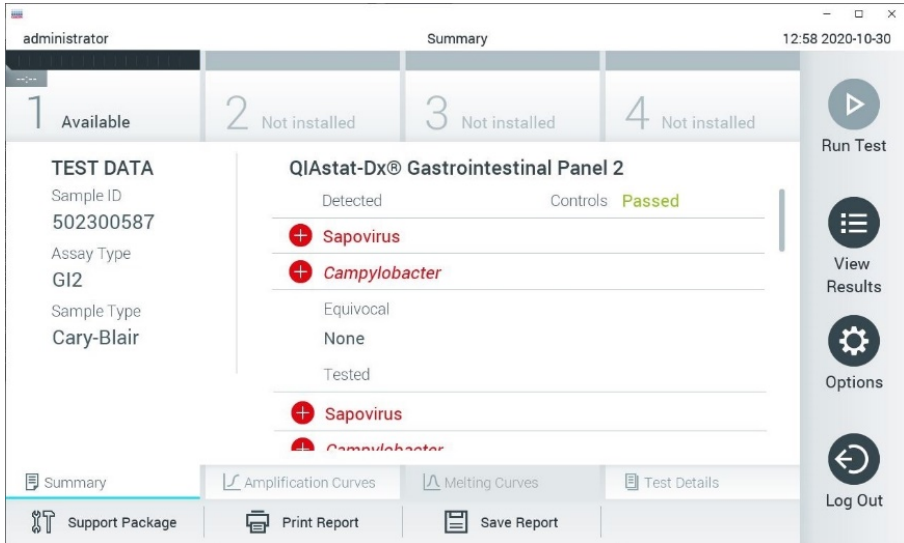 administrator
Summary
12:58 2020-10-30
--:--
1 Available
2 Not installed
3 Not installed
4 Not installed
Run Test
View
Results
Options
Log Out
TEST DATA
Sample ID
502300587
Assay Type
GI2
Sample Type
Cary-Blair
QIAstat-Dx® Gastrointestinal Panel 2
Detected
Controls Passed
Sapovirus
Campylobacter
Equivocal
None
Tested
Sapovirus
Campylobacter
Summary
Amplification Curves
Melting Curves
Test Details
Support Package
Print Report
Save Report